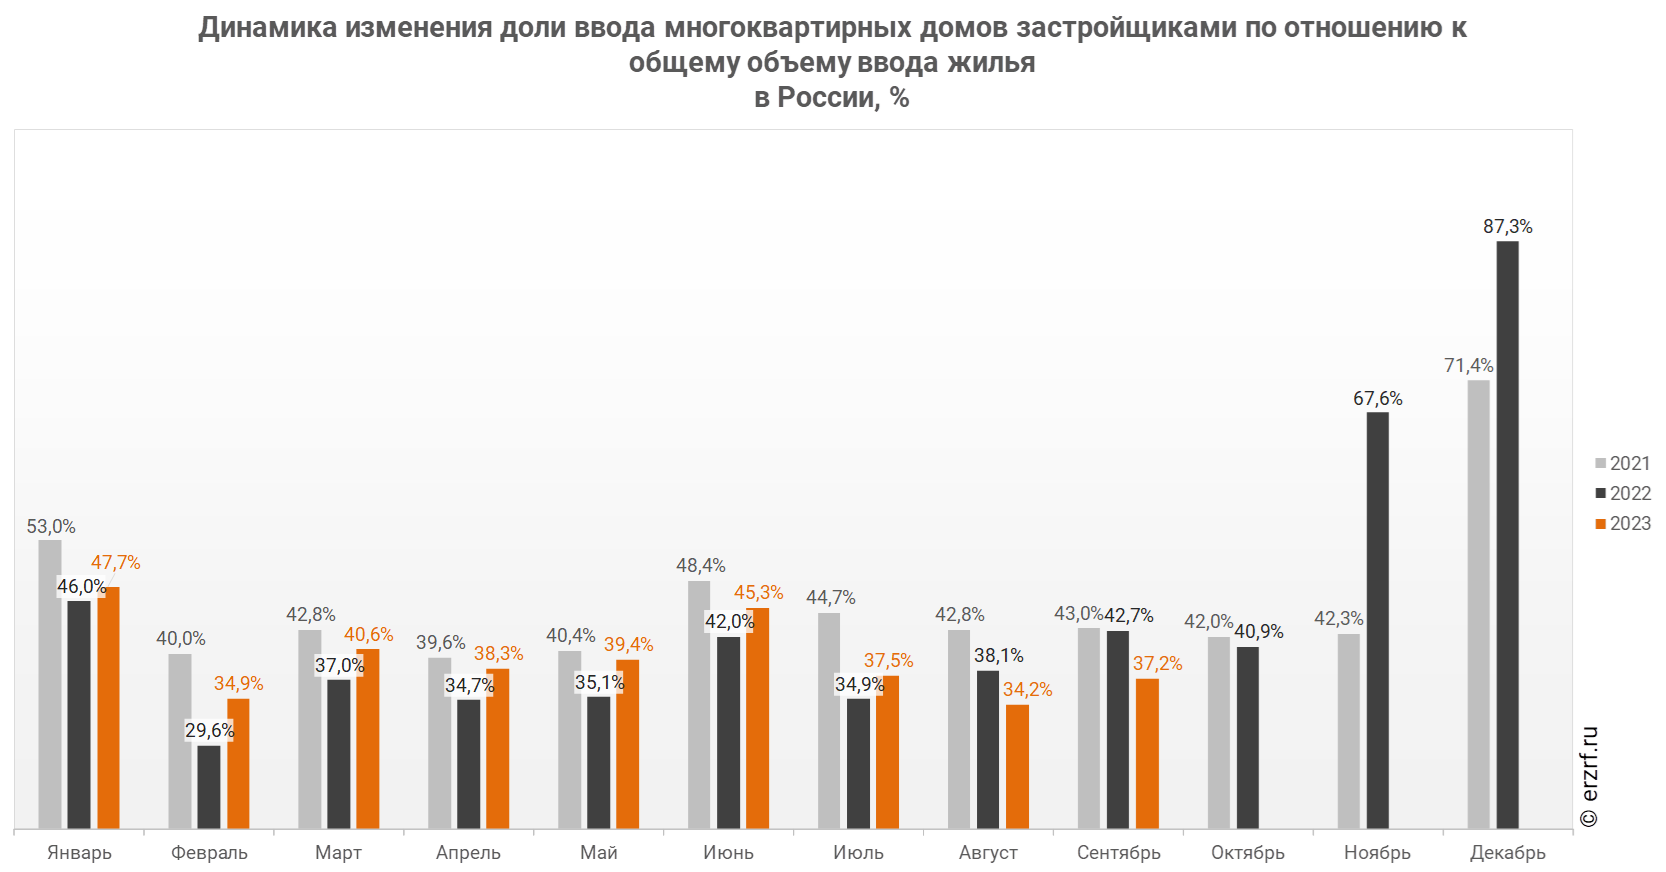 Динамика изменения доли ввода многоквартирных домов застройщиками по отношению к
общему объему ввода жилья
в России, %
53,0%
46,0%
47,7%
40,0%
29,6%
34,9%
42,8%
37,0%
40,6%
39,6%
34,7%
38,3%
40,4%
35,1%
39,4%
48,4%
42,0%
45,3%
44,7%
34,9%
37,5%
42,8%
38,1%
34,2%
43,0%
42,7%
37,2%
42,0%
40,9%
42,3%
67,6%
71,4%
87,3%
Январь
Февраль
Март
Апрель
Май
Июнь
Июль
Август
Сентябрь
Октябрь
Ноябрь
Декабрь
2021
2022
2023
© erzrf.ru